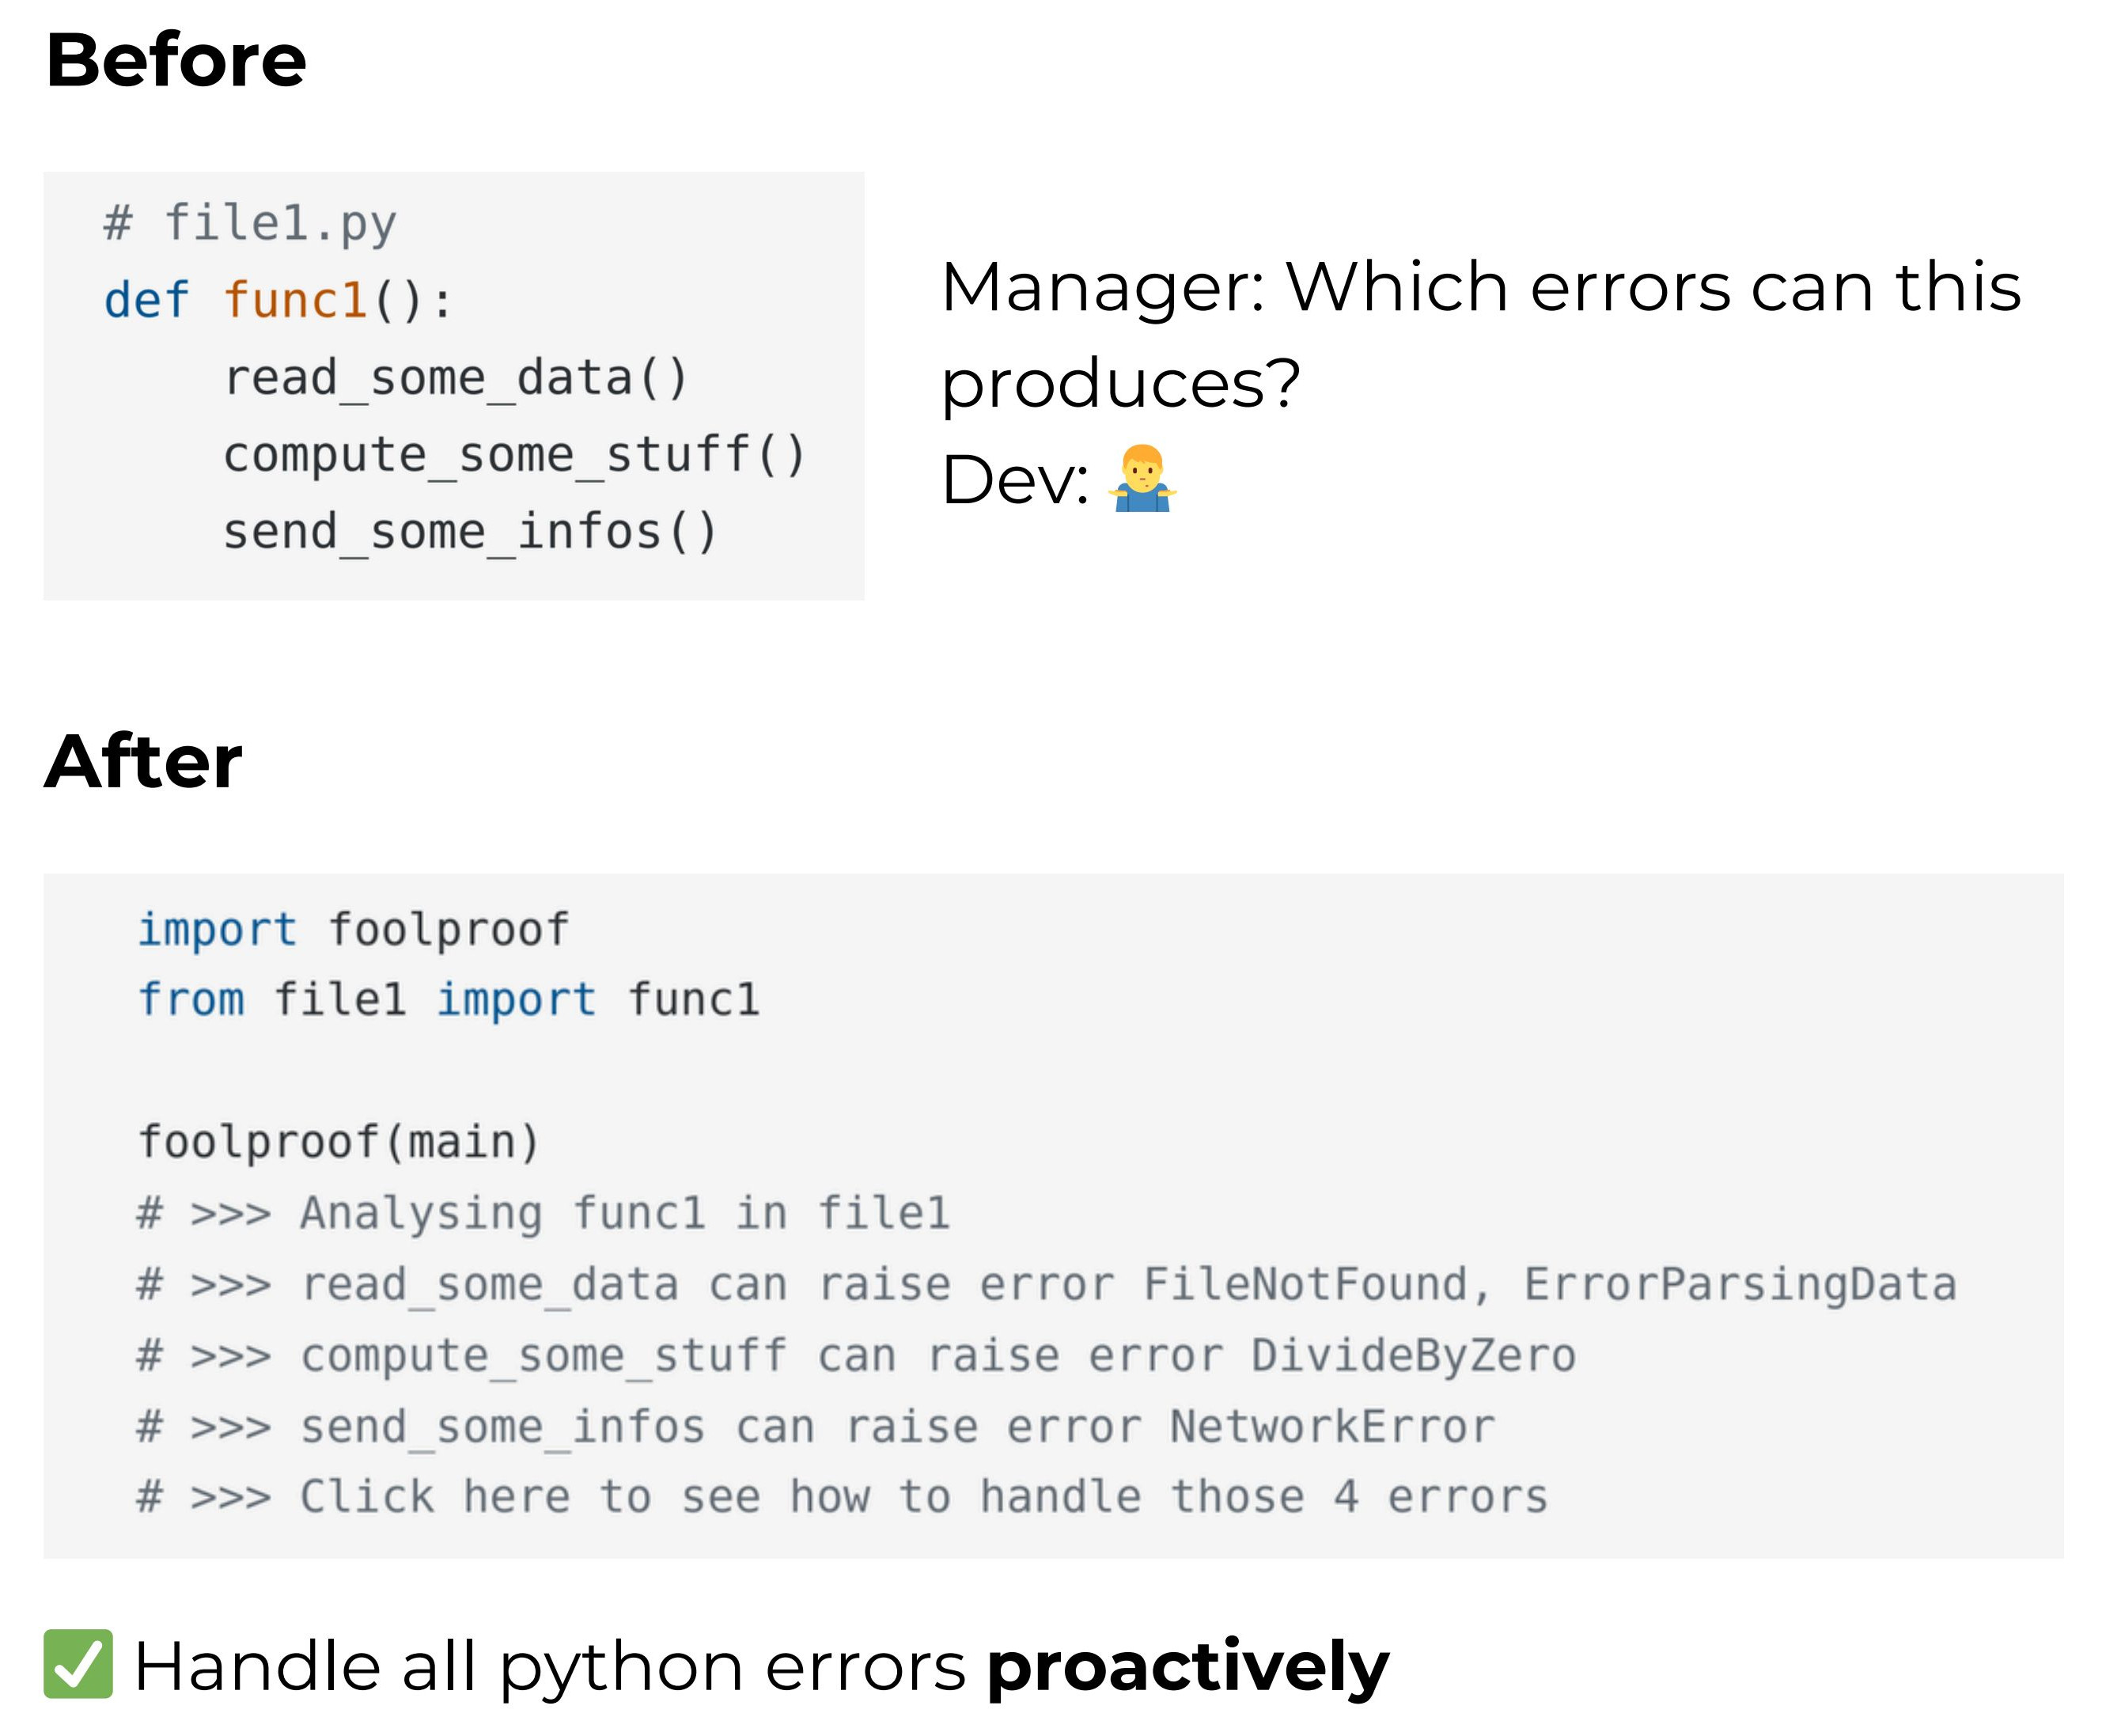 Before
# file1.py
def func1():
    read_some_data()
    compute_some_stuff()
    send_some_infos()
Manager: Which errors can this
produces?
Dev: 🤷‍♂️
After
import foolproof
from file1 import func1
foolproof(main)
# >>> Analysing func1 in file1
# >>> read_some_data can raise error FileNotFound, ErrorParsingData
# >>> compute_some_stuff can raise error DivideByZero
# >>> send_some_infos can raise error NetworkError
# >>> Click here to see how to handle those 4 errors
✅ Handle all python errors proactively